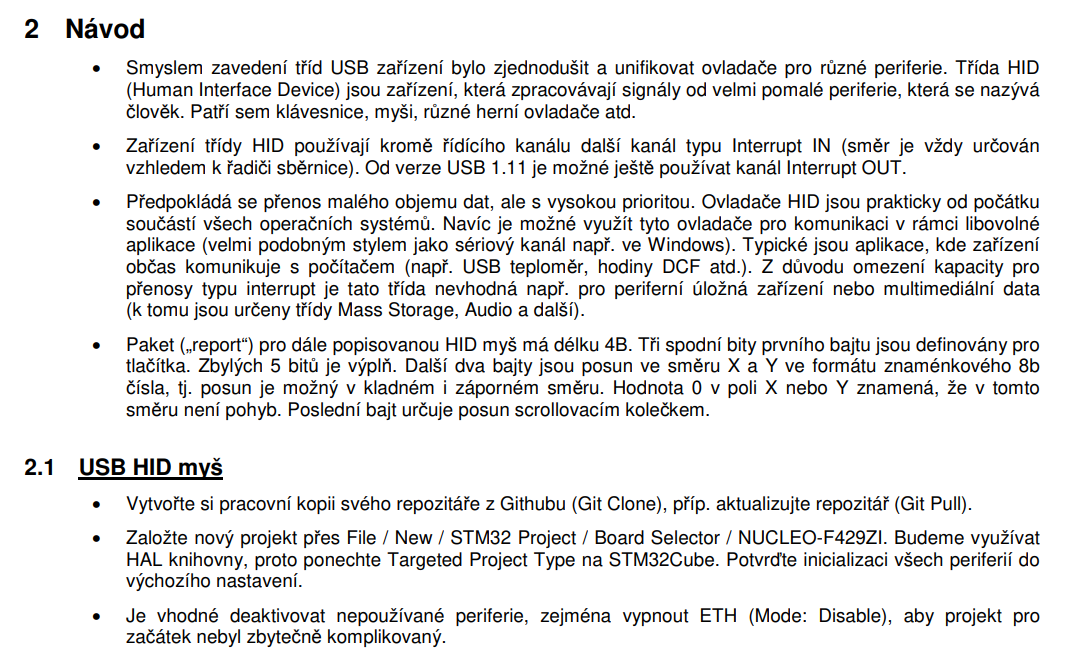 2 Návod
• Smyslem zavedení tříd USB zařízení bylo zjednodušit a unifikovat ovladače pro různé periferie. Třída HID
(Human Interface Device) jsou zařízení, která zpracovávají signály od velmi pomalé periferie, která se nazývá
člověk. Patří sem klávesnice, myši, různé herní ovladače atd.
• Zařízení třídy HID používají kromě řídícího kanálu další kanál typu Interrupt IN (směr je vždy určován
vzhledem k řadiči sběrnice). Od verze USB 1.11 je možné ještě používat kanál Interrupt OUT.
• Předpokládá se přenos malého objemu dat, ale s vysokou prioritou. Ovladače HID jsou prakticky od počátku
součástí všech operačních systémů. Navíc je možné využít tyto ovladače pro komunikaci v rámci libovolné
aplikace (velmi podobným stylem jako sériový kanál např. ve Windows). Typické jsou aplikace, kde zařízení
občas komunikuje s počítačem (např. USB teploměr, hodiny DCF atd.). Z důvodu omezení kapacity pro
přenosy typu interrupt je tato třída nevhodná např. pro periferní úložná zařízení nebo multimediální data
(k tomu jsou určeny třídy Mass Storage, Audio a další).
• Paket („report“) pro dále popisovanou HID myš má délku 4B. Tři spodní bity prvního bajtu jsou definovány pro
tlačítka. Zbylých 5 bitů je výplň. Další dva bajty jsou posun ve směru X a Y ve formátu znaménkového 8b
čísla, tj. posun je možný v kladném i záporném směru. Hodnota 0 v poli X nebo Y znamená, že v tomto
směru není pohyb. Poslední bajt určuje posun scrollovacím kolečkem.
2.1 USB HID myš
• Vytvořte si pracovní kopii svého repozitáře z Githubu (Git Clone), příp. aktualizujte repozitář (Git Pull).
• Založte nový projekt přes File / New / STM32 Project / Board Selector / NUCLEO-F429ZI. Budeme využívat
HAL knihovny, proto ponechte Targeted Project Type na STM32Cube. Potvrďte inicializaci všech periferií do
výchozího nastavení.
• Je vhodné deaktivovat nepoužívané periferie, zejména vypnout ETH (Mode: Disable), aby projekt pro
začátek nebyl zbytečně komplikovaný.